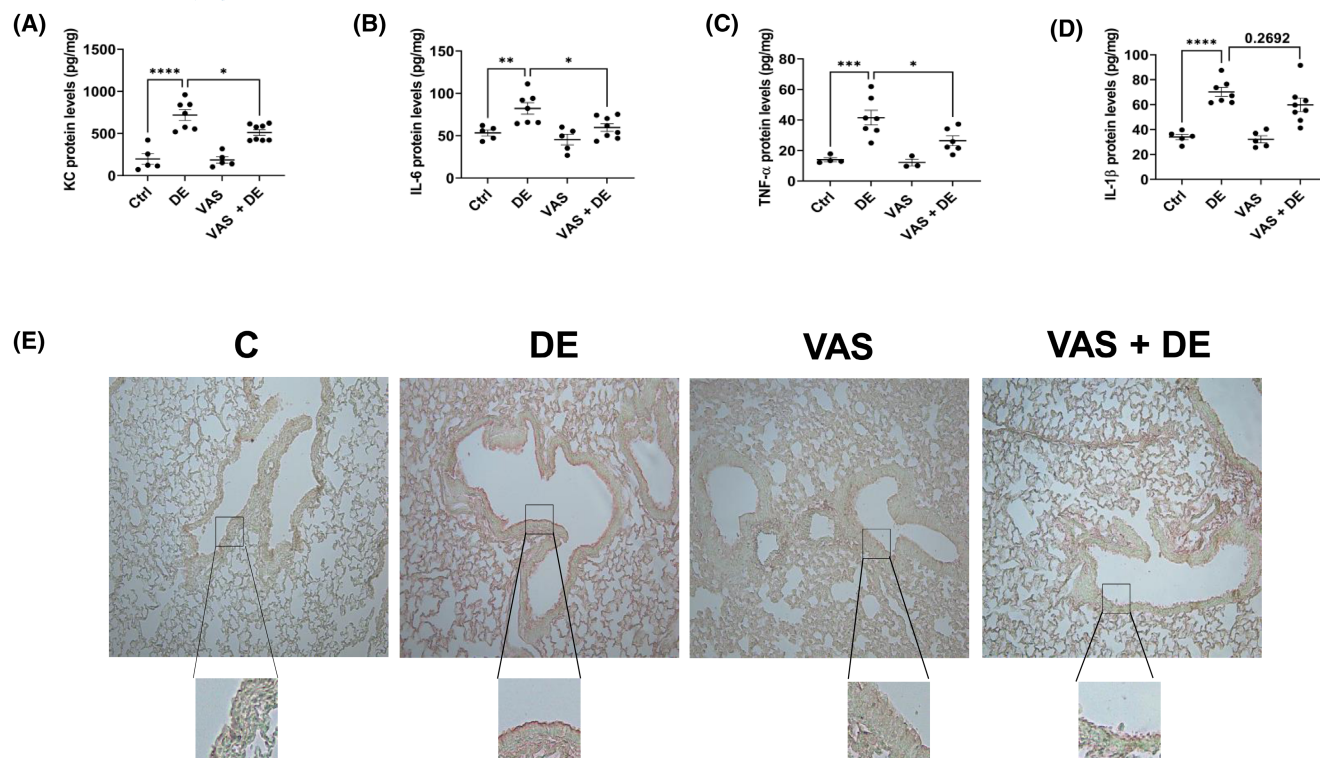 (A)
KC protein levels (pg/mg)
1500
1000
500
0
****
*
Ctrl
DE
VAS
VAS + DE
(B)
IL-6 protein levels (pg/mg)
150
100
50
0
**
*
Ctrl
DE
VAS
VAS + DE
(C)
TNF-α protein levels (pg/mg)
80
60
40
20
0
***
*
Ctrl
DE
VAS
VAS + DE
(D)
IL-1β protein levels (pg/mg)
100
80
60
40
20
0
****
0.2692
Ctrl
DE
VAS
VAS + DE
(E)
C
DE
VAS
VAS + DE